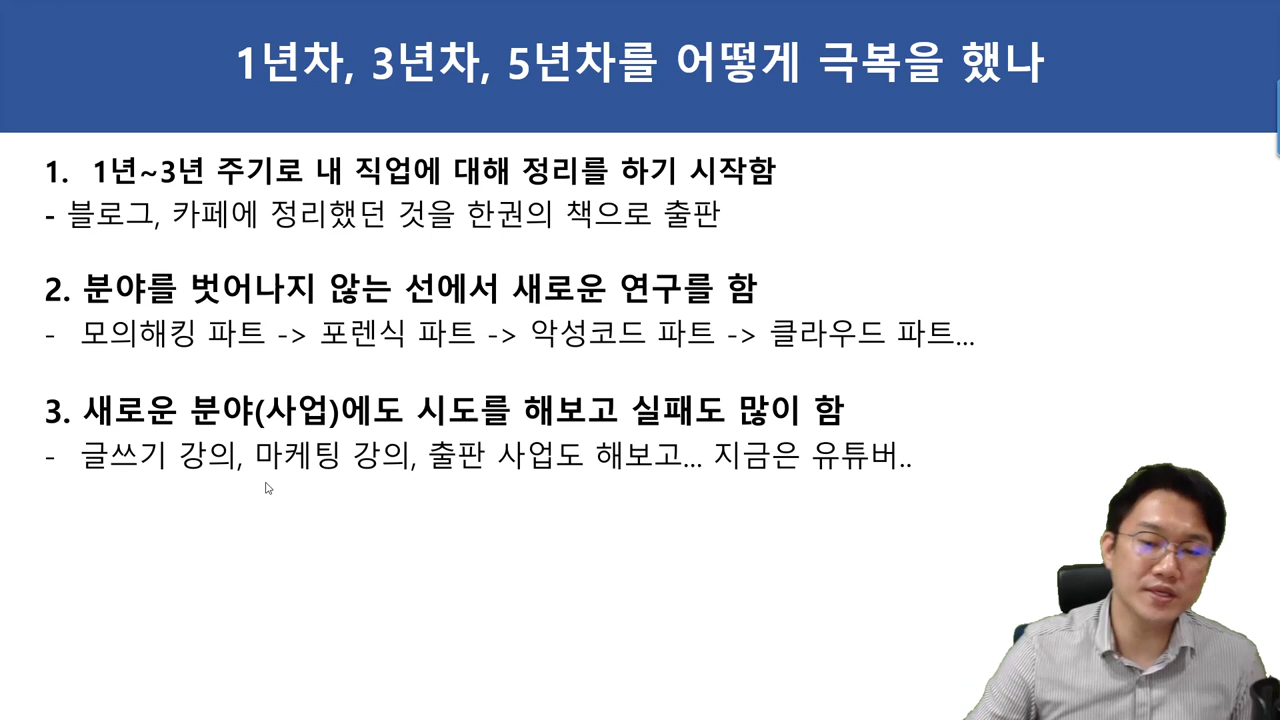 1년차, 3년차, 5년차를 어떻게 극복을 했나
1. 1년~3년 주기로 내 직업에 대해 정리를 하기 시작함
- 블로그, 카페에 정리했던 것을 한권의 책으로 출판
2. 분야를 벗어나지 않는 선에서 새로운 연구를 함
- 모의해킹 파트 -> 포렌식 파트 -> 악성코드 파트 -> 클라우드 파트...
3. 새로운 분야(사업)에도 시도를 해보고 실패도 많이 함
- 글쓰기 강의, 마케팅 강의, 출판 사업도 해보고... 지금은 유튜버..